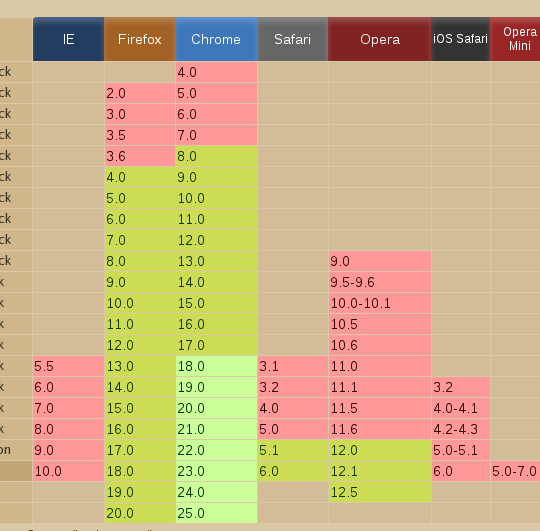 IE Firefox Chrome Safari Opera iOS Safari Opera Mini
ck 4.0
ck 2.0 5.0
ck 3.0 6.0
ck 3.5 7.0
ck 3.6 8.0
ck 4.0 9.0
ck 5.0 10.0
ck 6.0 11.0
ck 7.0 12.0
ck 8.0 13.0 9.0
k 9.0 14.0 9.5-9.6
k 10.0 15.0 10.0-10.1
k 11.0 16.0 10.5
k 12.0 17.0 10.6
k 5.5 13.0 18.0 3.1 11.0
k 6.0 14.0 19.0 3.2 11.1 3.2
k 7.0 15.0 20.0 4.0 11.5 4.0-4.1
k 8.0 16.0 21.0 5.0 11.6 4.2-4.3
on 9.0 17.0 22.0 5.1 12.0 5.0-5.1
10.0 18.0 23.0 6.0 12.1 6.0 5.0-7.0
19.0 24.0 12.5
20.0 25.0